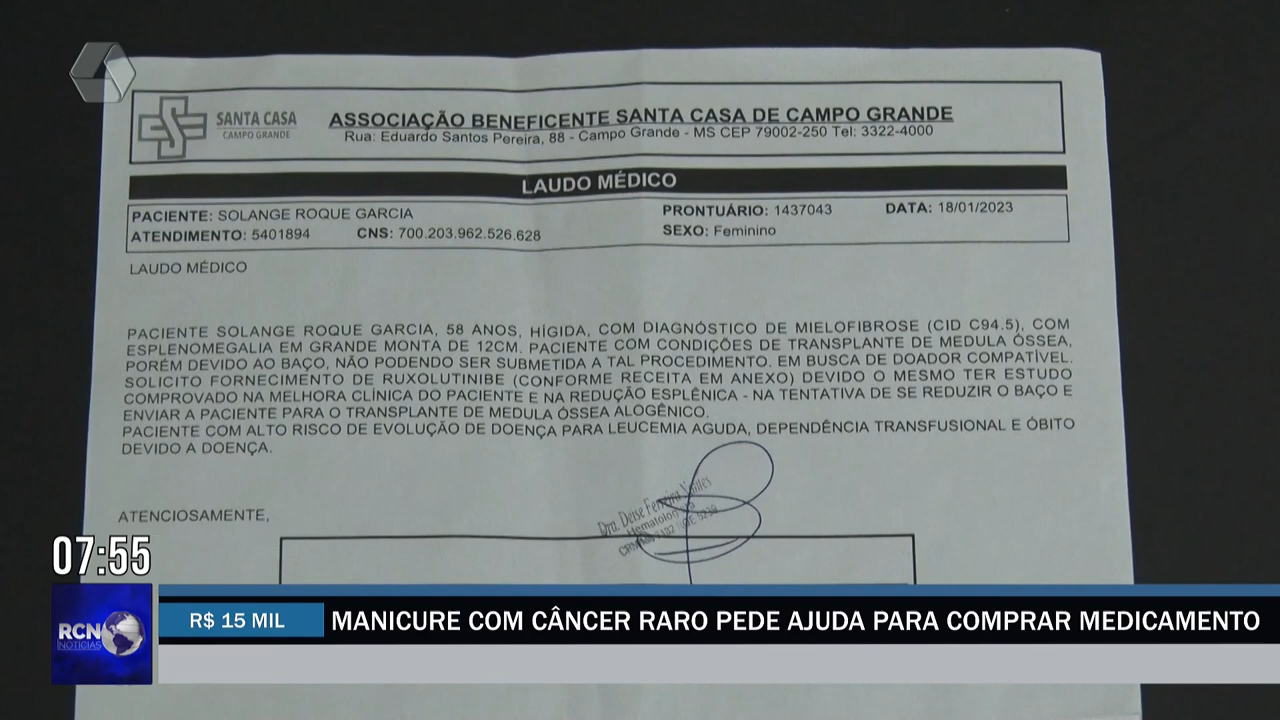 SANTA CASA
CAMPO GRANDE
ASSOCIAÇÃO BENEFICENTE SANTA CASA DE CAMPO GRANDE
Rua: Eduardo Santos Pereira, 88 - Campo Grande - MS CEP 79002-250 Tel: 3322-4000
LAUDO MÉDICO
PACIENTE: SOLANGE ROQUE GARCIA PRONTUÁRIO: 1437043 DATA: 18/01/2023
ATENDIMENTO: 5401894 CNS: 700.203.962.526.628 SEXO: Feminino
LAUDO MÉDICO
PACIENTE SOLANGE ROQUE GARCIA, 58 ANOS, HÍGIDA, COM DIAGNÓSTICO DE MIELOFIBROSE (CID C94.5), COM
ESPLENOMEGALIA EM GRANDE MONTA DE 12CM. PACIENTE COM CONDIÇÕES DE TRANSPLANTE DE MEDULA ÓSSEA,
PORÉM DEVIDO AO BAÇO, NÃO PODENDO SER SUBMETIDA A TAL PROCEDIMENTO. EM BUSCA DE DOADOR COMPATÍVEL.
SOLICITO FORNECIMENTO DE RUXOLUTINIBE (CONFORME RECEITA EM ANEXO) DEVIDO O MESMO TER ESTUDO
COMPROVADO NA MELHORA CLÍNICA DO PACIENTE E NA REDUÇÃO ESPLÊNICA - NA TENTATIVA DE SE REDUZIR O BAÇO E
ENVIAR A PACIENTE PARA O TRANSPLANTE DE MEDULA ÓSSEA ALOGÊNICO.
PACIENTE COM ALTO RISCO DE EVOLUÇÃO DE DOENÇA PARA LEUCEMIA AGUDA, DEPENDÊNCIA TRANSFUSIONAL E ÓBITO
DEVIDO A DOENÇA.
Dra. Deise Ferreira
ATENCIOSAMENTE,
07:55
RCN
NOTÍCIAS
R$ 15 MIL
MANICURE COM CÂNCER RARO PEDE AJUDA PARA COMPRAR MEDICAMENTO